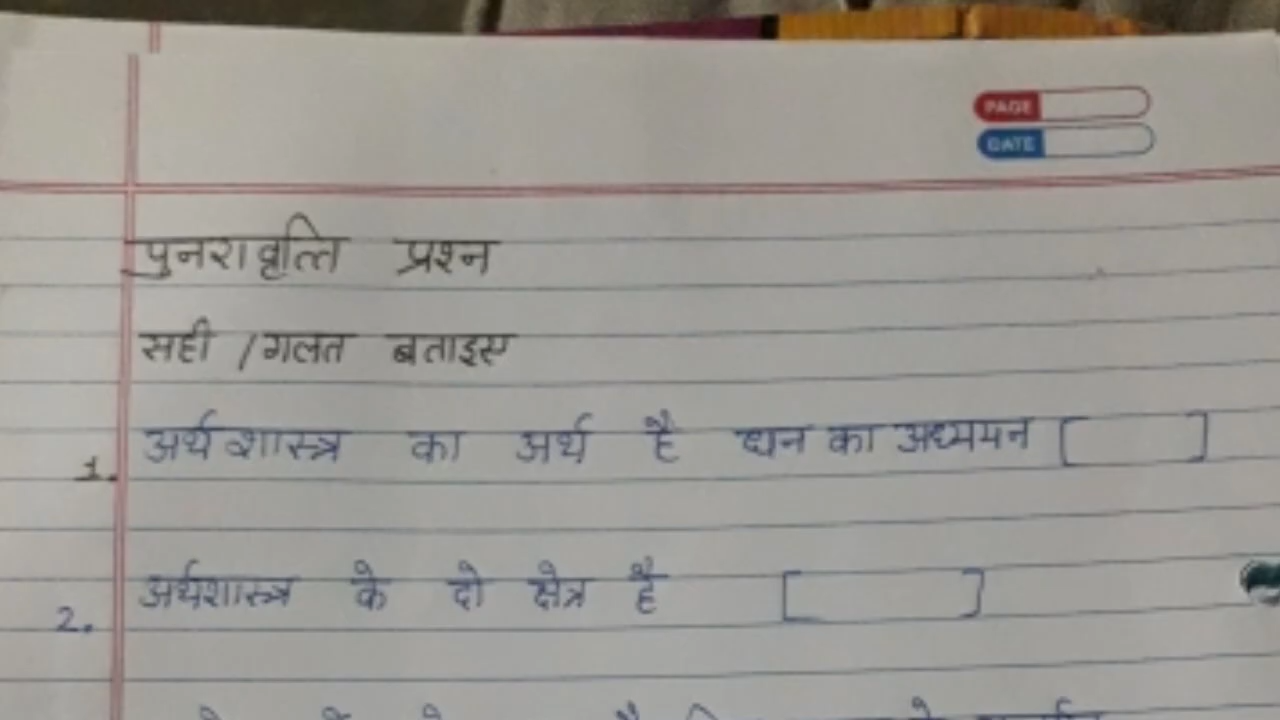 PAGE
DATE
पुनरावृत्ति प्रश्न
सही / गलत बताइए
1. अर्थशास्त्र का अर्थ है धन का अध्ययन [ ]
2. अर्थशास्त्र के दो क्षेत्र है [ ]